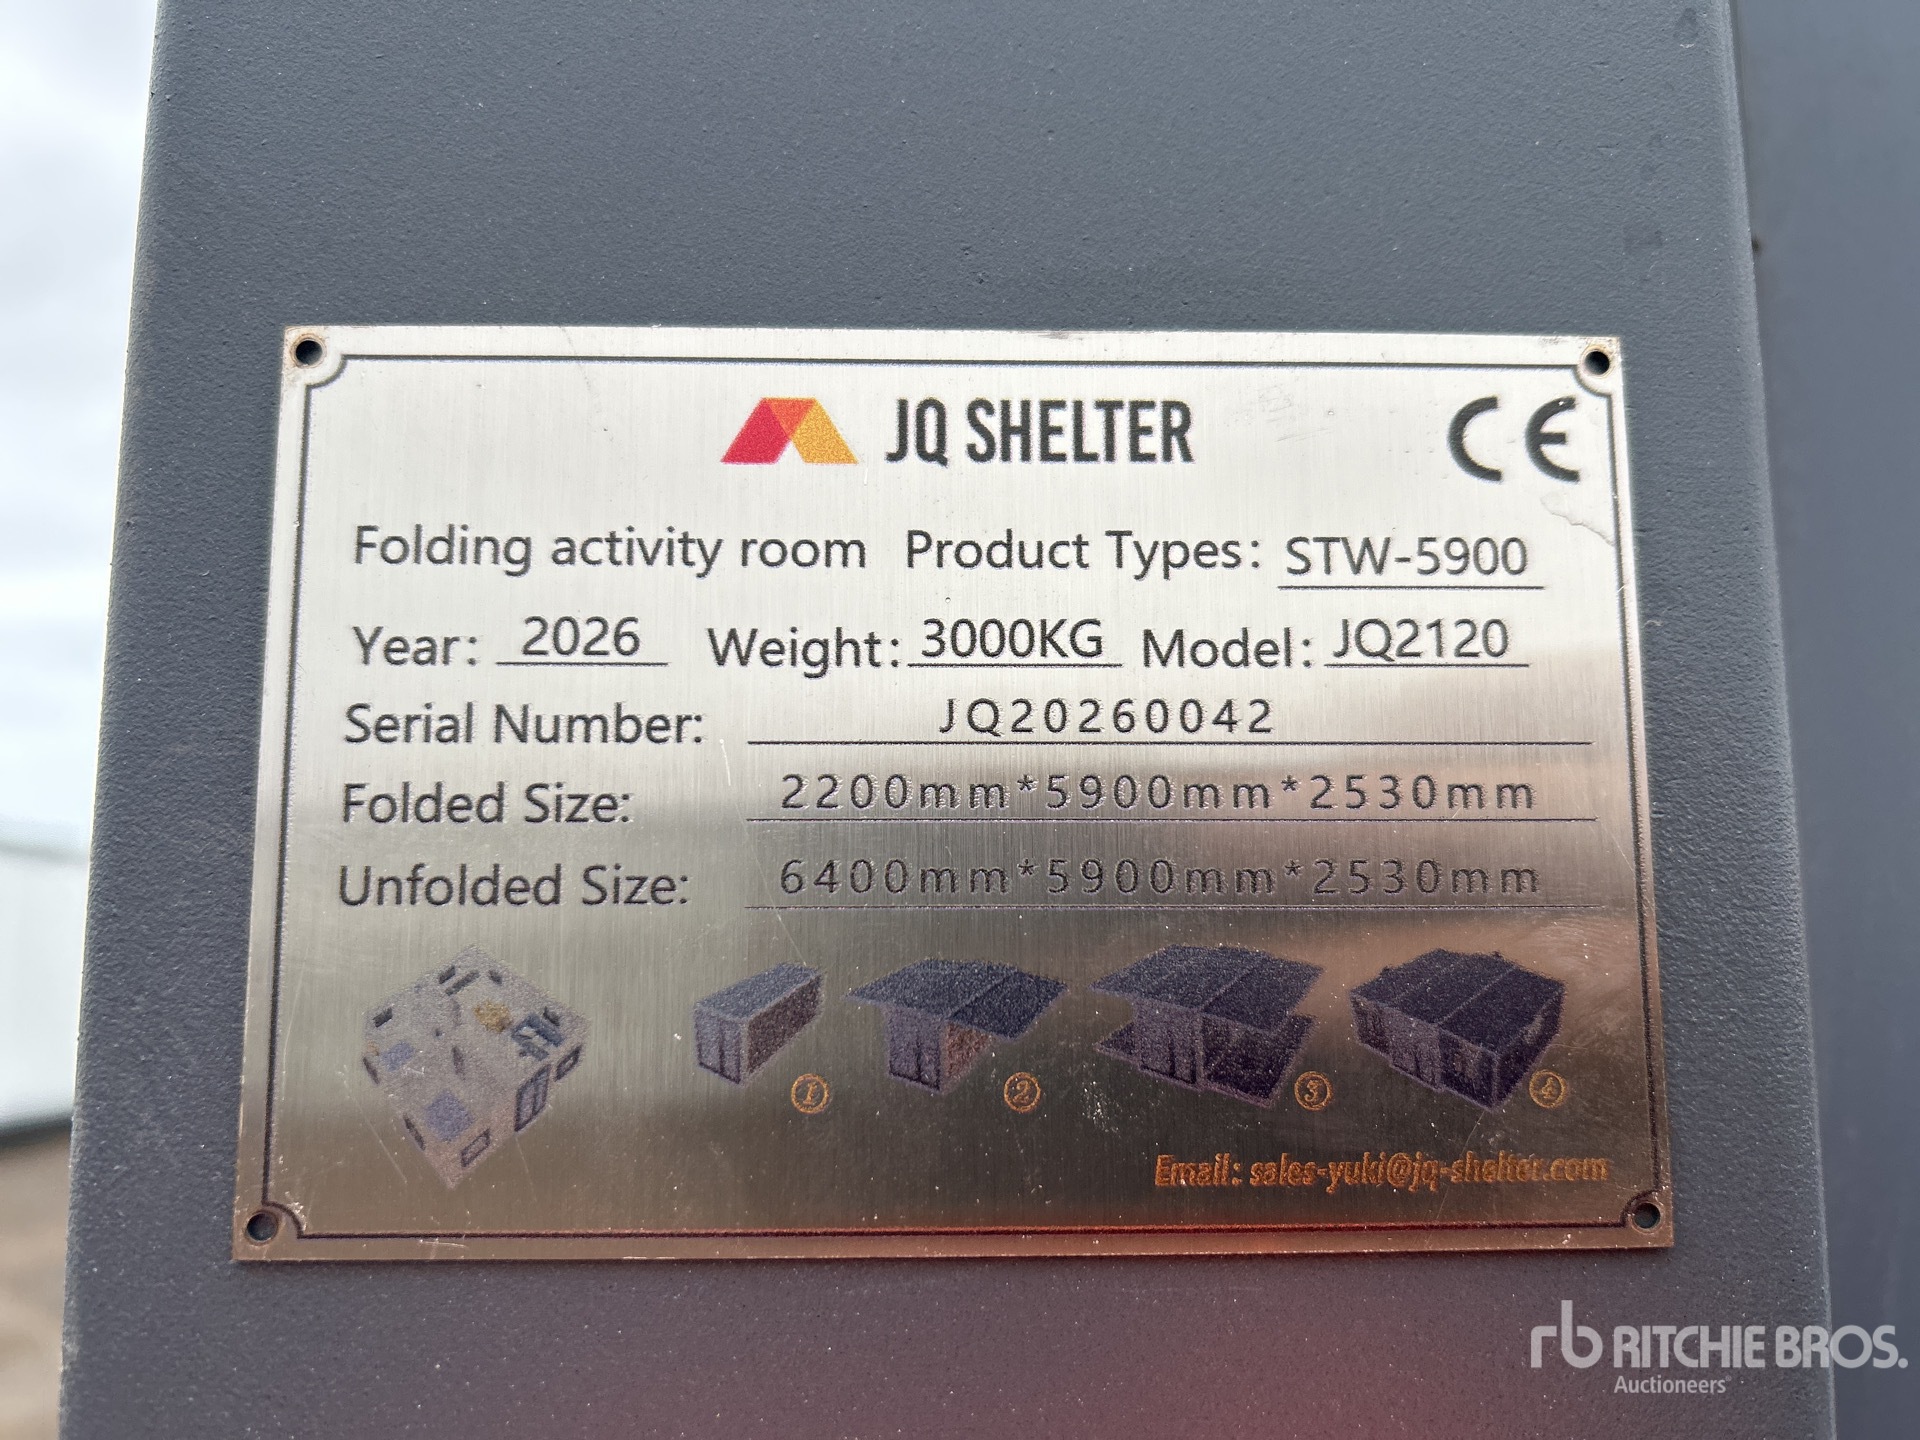 JQ SHELTER
CE
Folding activity room Product Types: STW-5900
Year: 2026 Weight: 3000KG Model: JQ2120
Serial Number: JQ20260042
Folded Size: 2200mm*5900mm*2530mm
Unfolded Size: 6400mm*5900mm*2530mm
1 2 3 4
Email: sales-yuki@jq-shelter.com
rb RITCHIE BROS.
Auctioneers